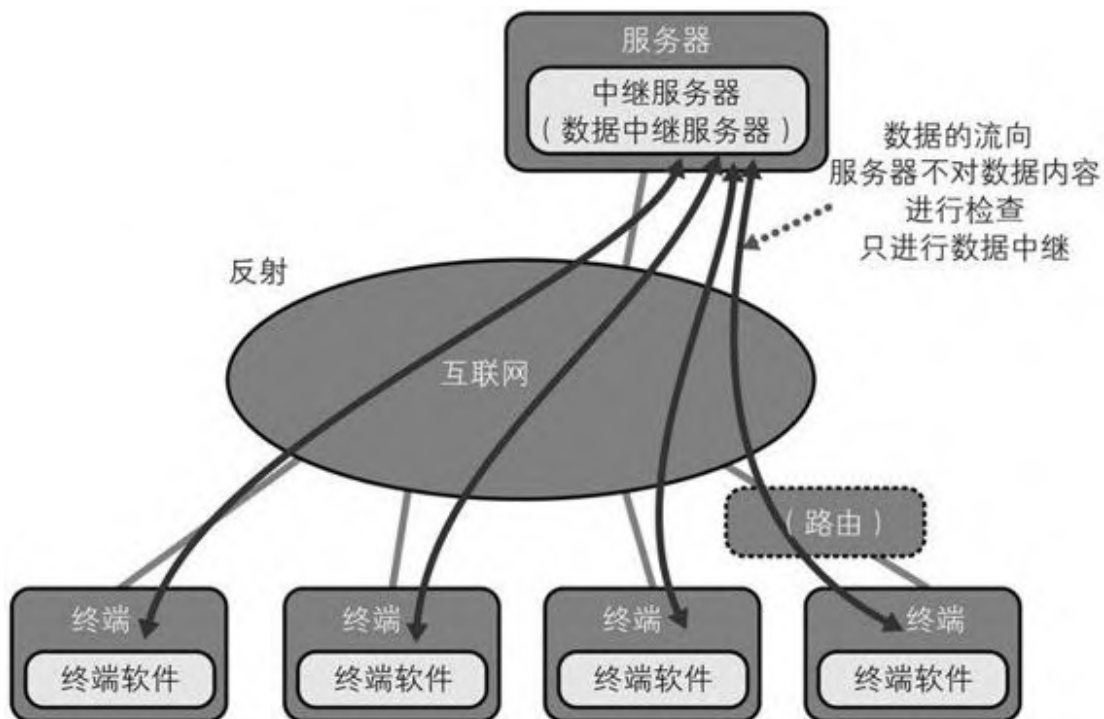 服务器
中继服务器
（数据中继服务器）
数据的流向
服务器不对数据内容
进行检查
只进行数据中继
反射
互联网
（路由）
终端
终端
终端
终端
终端软件
终端软件
终端软件
终端软件